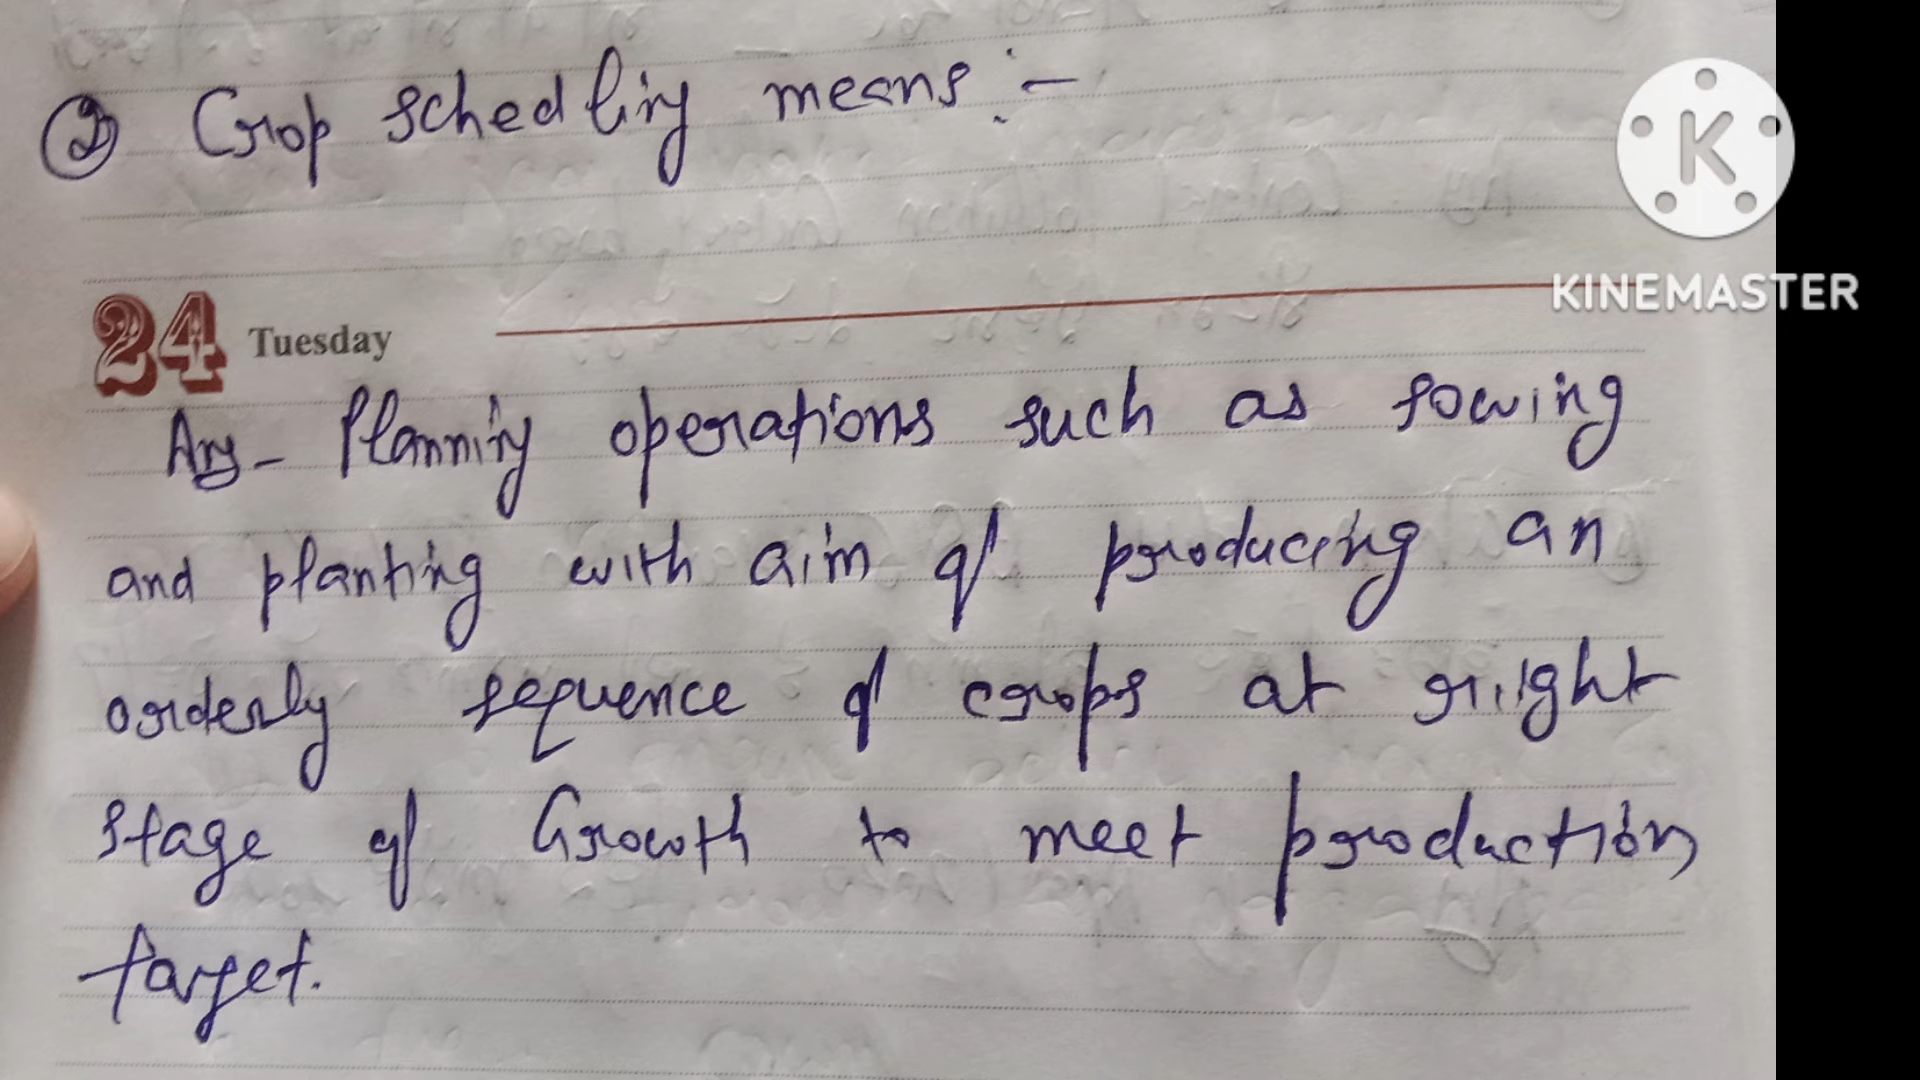 ② Crop schedling means :-
K
KINEMASTER
24 Tuesday
Ans- Planning operations such as sowing
and planting with aim of producing an
orderly sequence of crops at right
stage of Growth to meet production
target.